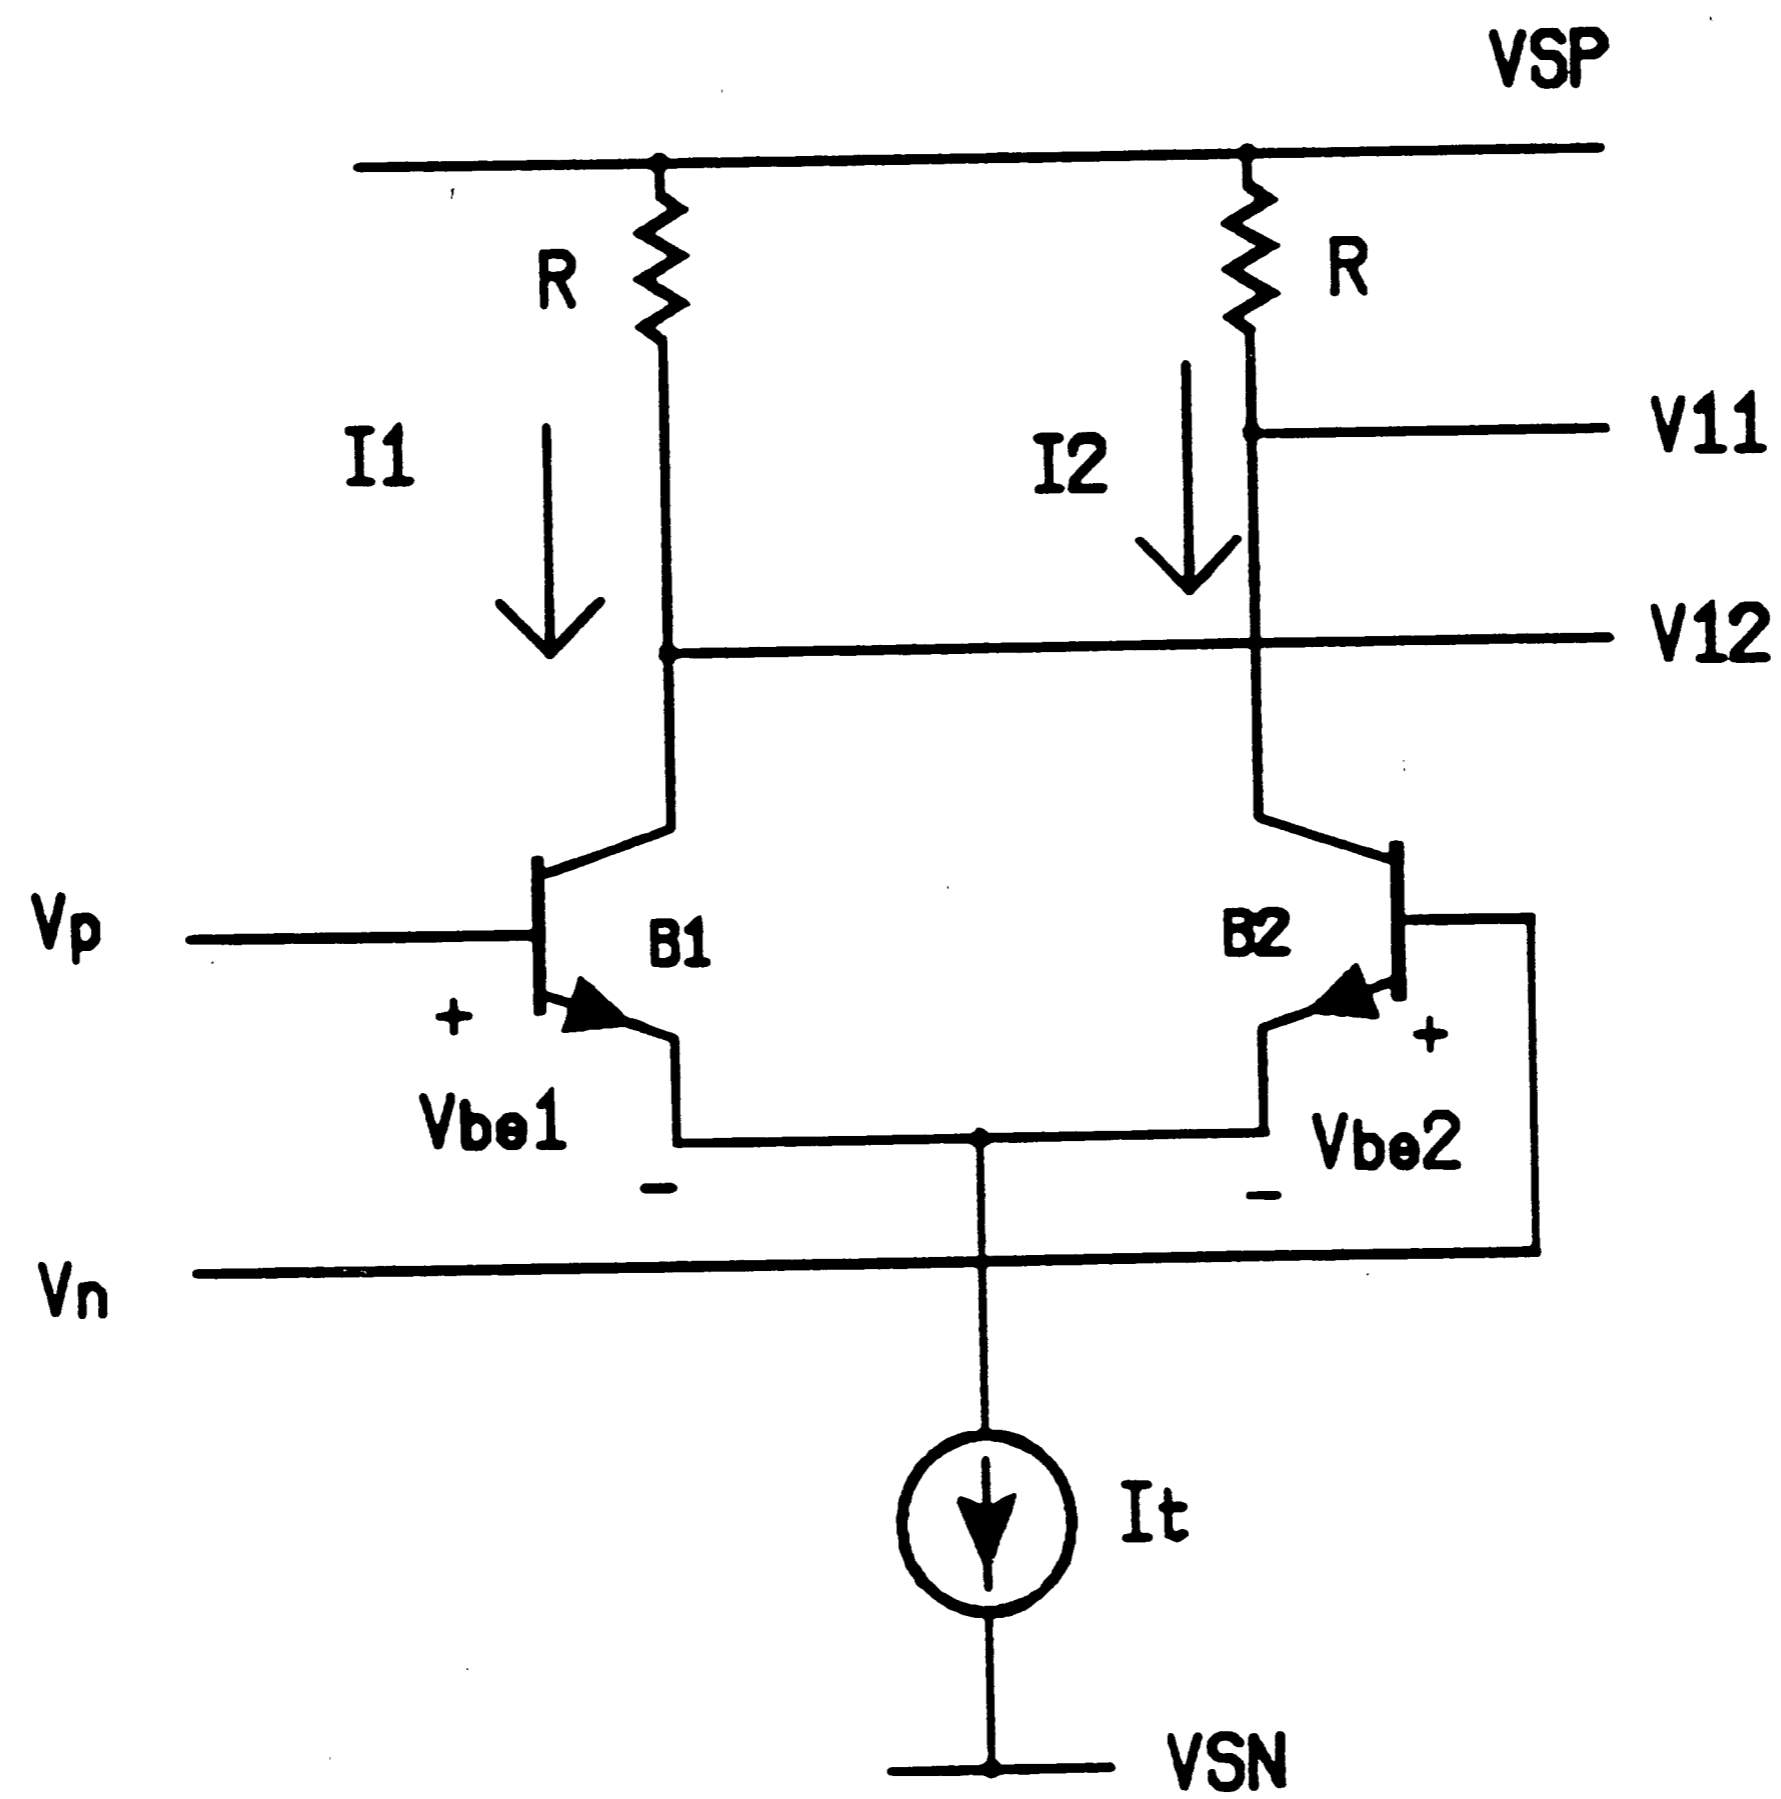 VSP
R
R
V11
I1
I2
V12
Vp
B1
B2
+
+
Vbe1
Vbe2
-
-
Vn
It
VSN